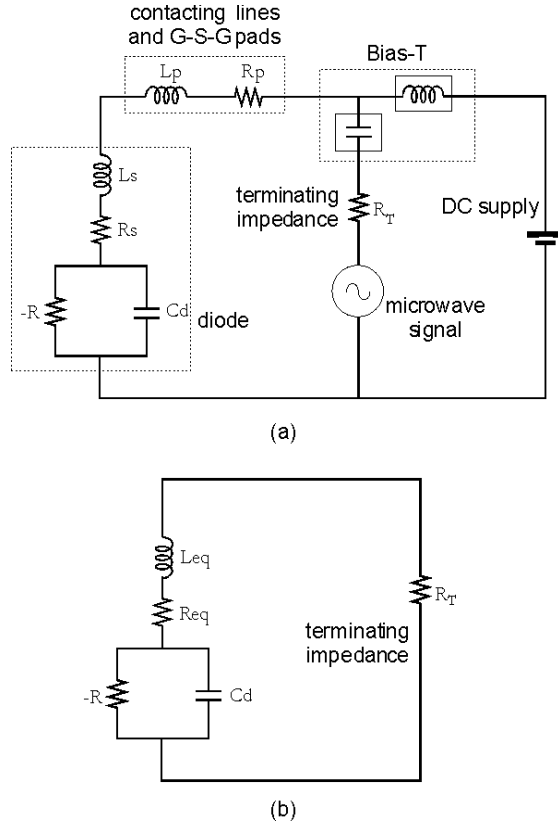 contacting lines
and G-S-G pads
Lp
Rp
Bias-T
Ls
Rs
-R
Cd
diode
terminating
impedance
RT
DC supply
microwave
signal
(a)
Leq
Req
-R
Cd
terminating
impedance
RT
(b)